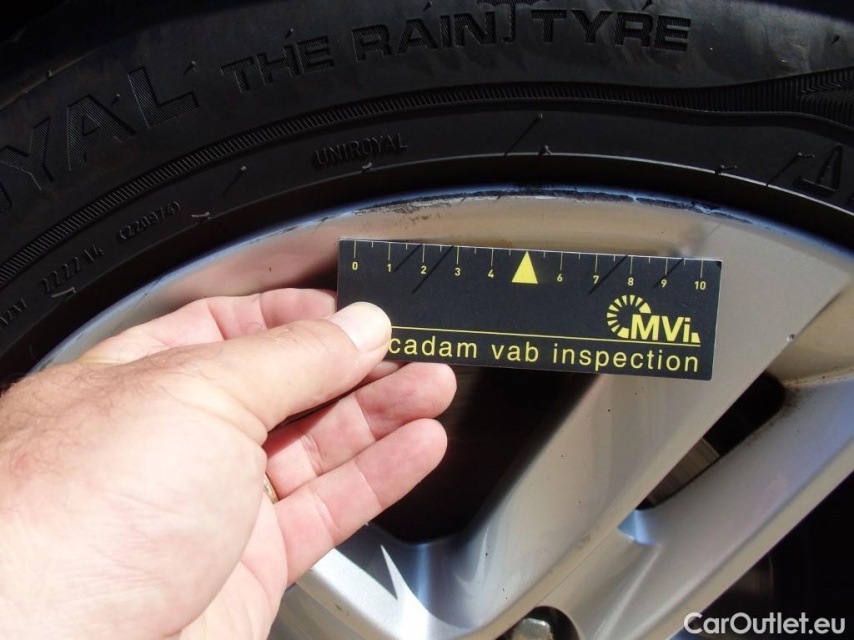 YAL THE RAIN TYRE
UNIROYAL
0 1 2 3 4 6 7 8 9 10
MVi
cadam vab inspection
CarOutlet.eu